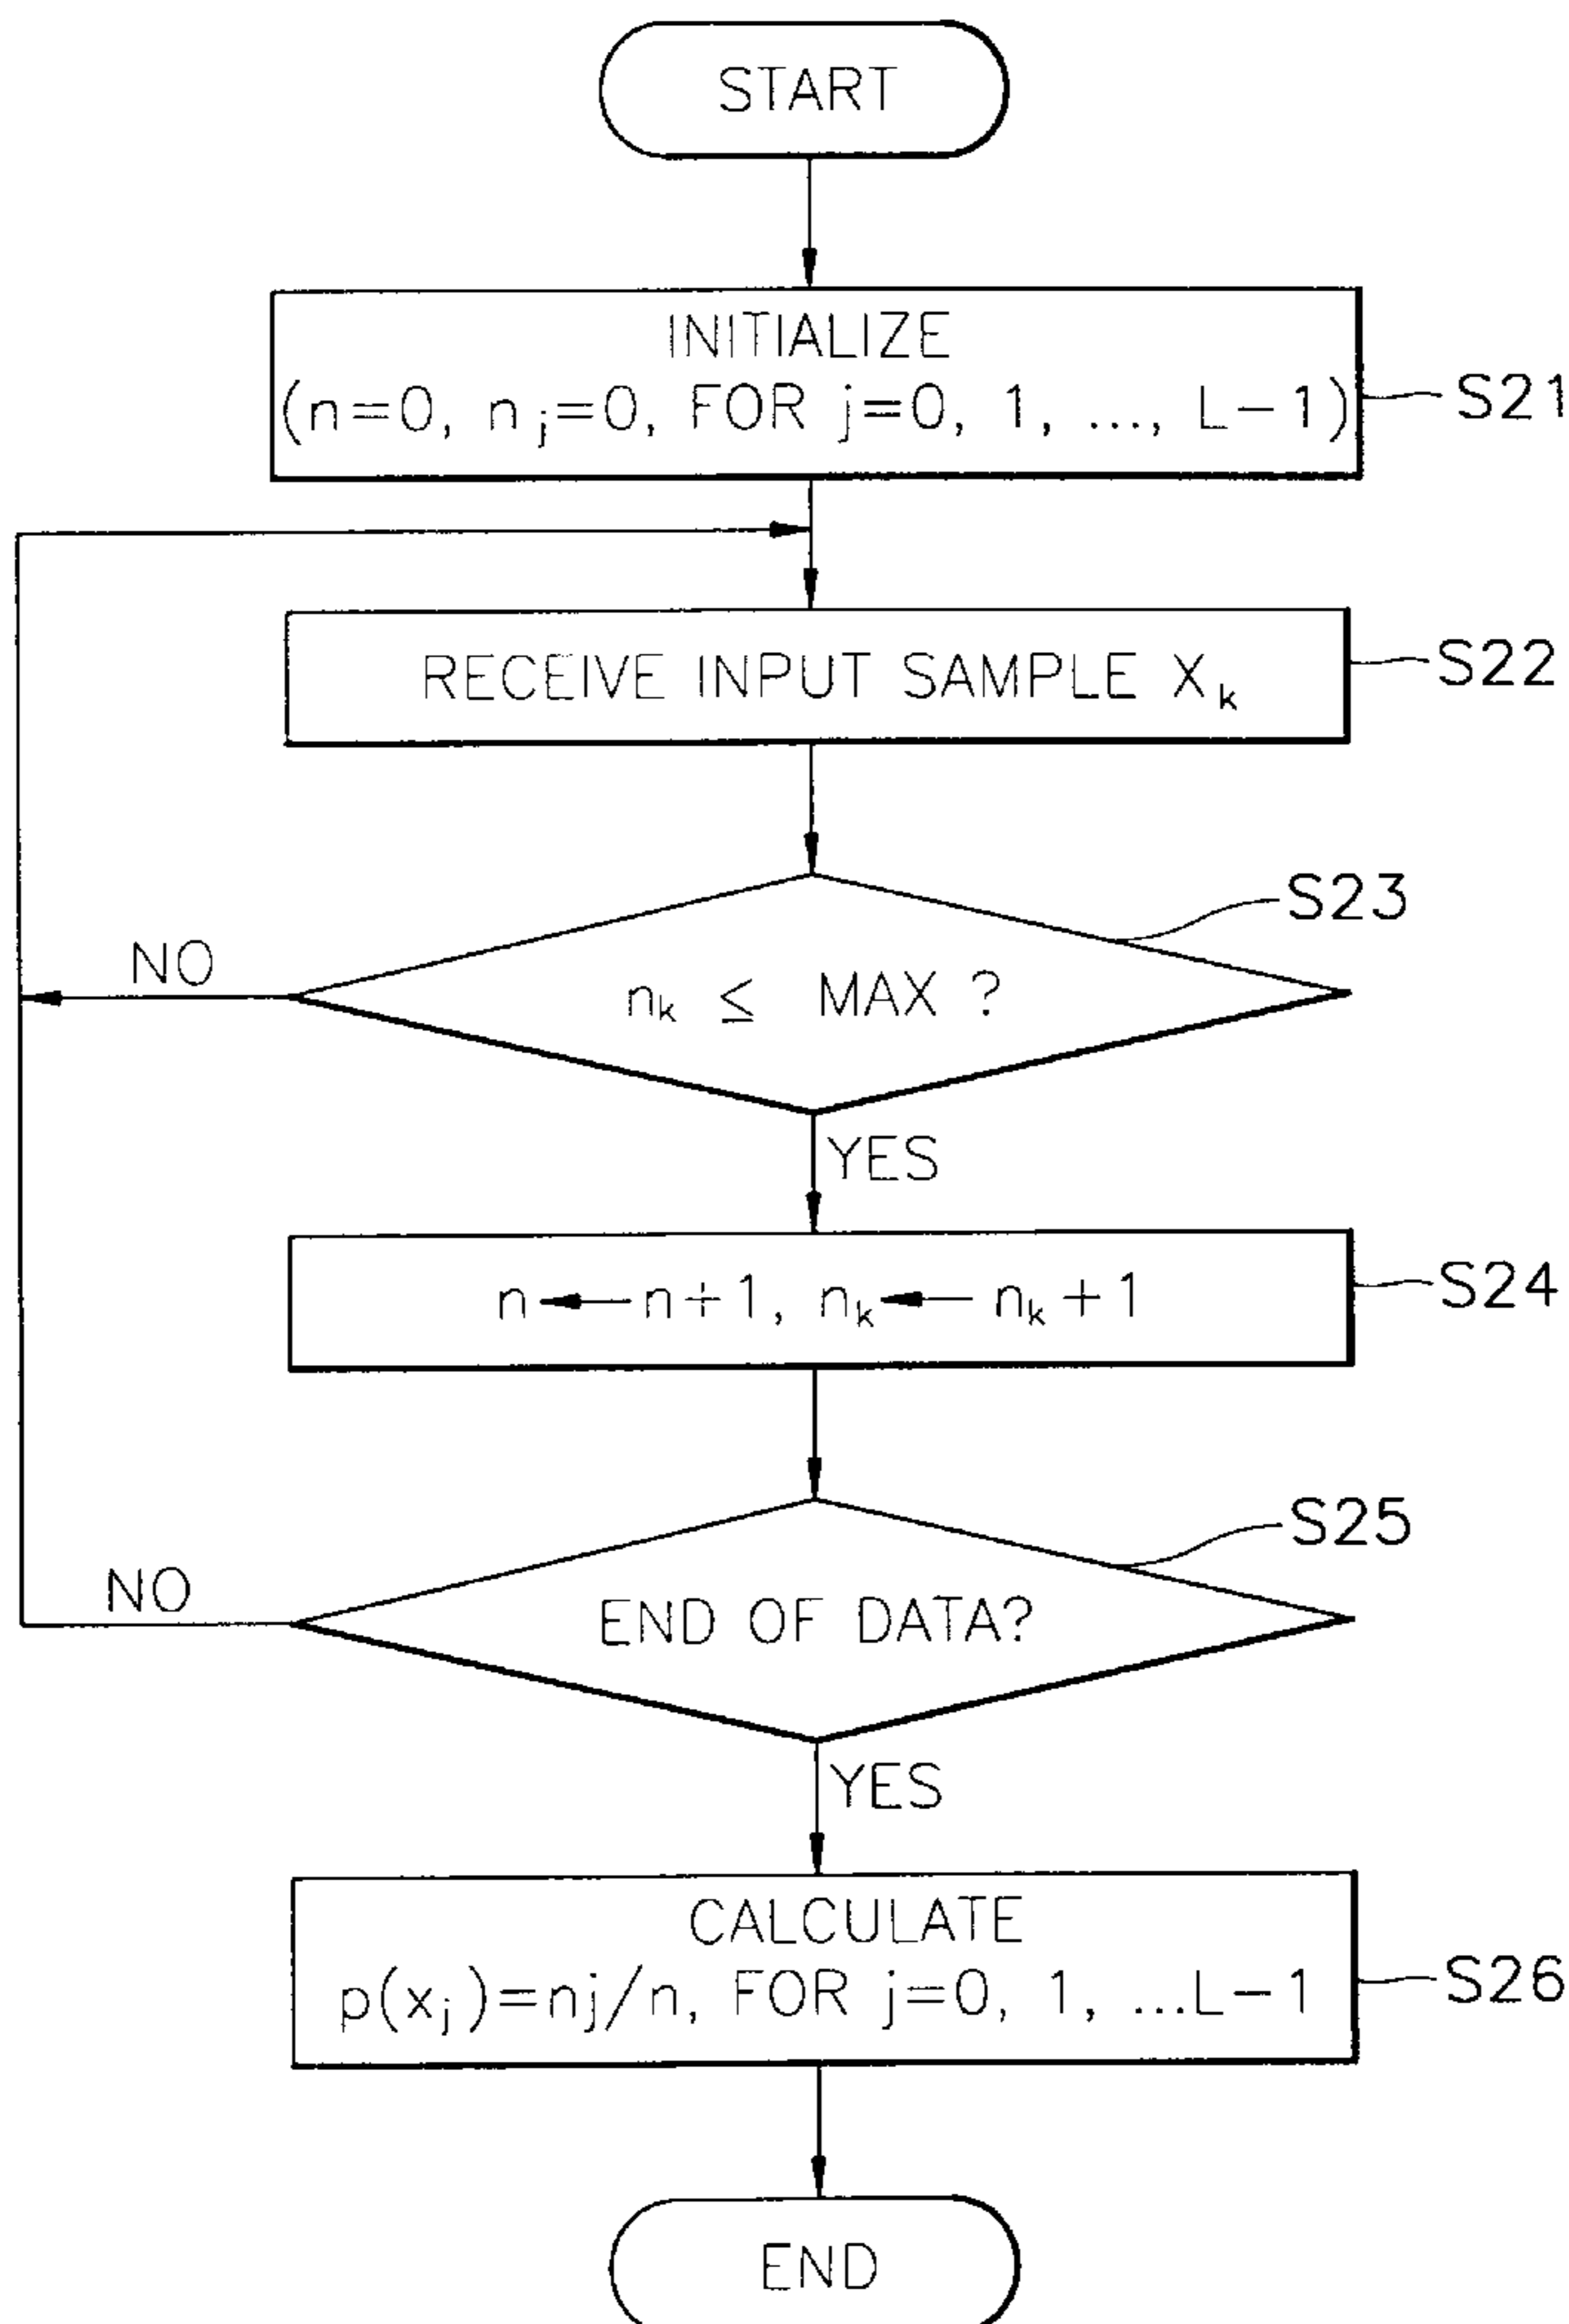 START
INITIALIZE
(n=0, nj=0, FOR j=0, 1, ..., L-1)
S21
RECEIVE INPUT SAMPLE Xk
S22
S23
NO
nk ≤ MAX ?
YES
n←n+1, nk←nk+1
S24
S25
NO
END OF DATA?
YES
CALCULATE
p(xj)=nj/n, FOR j=0, 1, ...L-1
S26
END